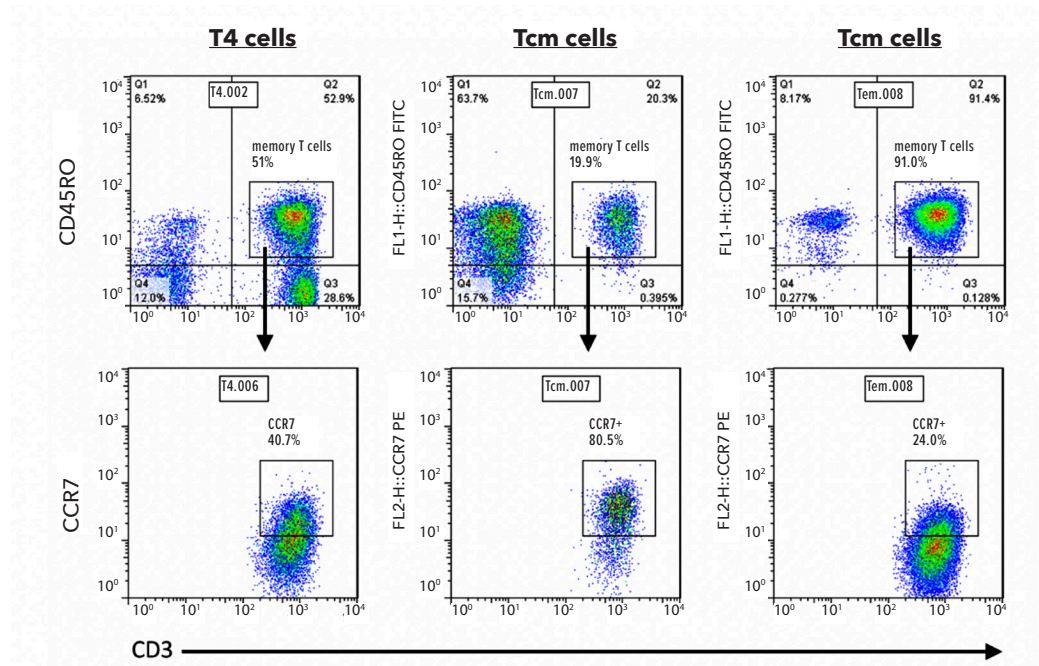 T4 cells
Tcm cells
Tcm cells
CD45RO
10⁴
10³
10²
10¹
10⁰
Q1
6.52%
T4.002
Q2
52.9%
memory T cells
51%
Q4
12.0%
Q3
28.6%
10⁰ 10¹ 10² 10³ 10⁴
FL1-H::CD45RO FITC
10⁴
10³
10²
10¹
10⁰
Q1
63.7%
Tcm.007
Q2
20.3%
memory T cells
19.9%
Q4
15.7%
Q3
0.395%
10⁰ 10¹ 10² 10³ 10⁴
FL1-H::CD45RO FITC
10⁴
10³
10²
10¹
10⁰
Q1
8.17%
Tem.008
Q2
91.4%
memory T cells
91.0%
Q4
0.277%
Q3
0.128%
10⁰ 10¹ 10² 10³ 10⁴
CCR7
10⁴
10³
10²
10¹
10⁰
T4.006
CCR7
40.7%
10⁰ 10¹ 10² 10³ 10⁴
FL2-H::CCR7 PE
10⁴
10³
10²
10¹
10⁰
Tcm.007
CCR7+
80.5%
10⁰ 10¹ 10² 10³ 10⁴
FL2-H::CCR7 PE
10⁴
10³
10²
10¹
10⁰
Tem.008
CCR7+
24.0%
10⁰ 10¹ 10² 10³ 10⁴
CD3